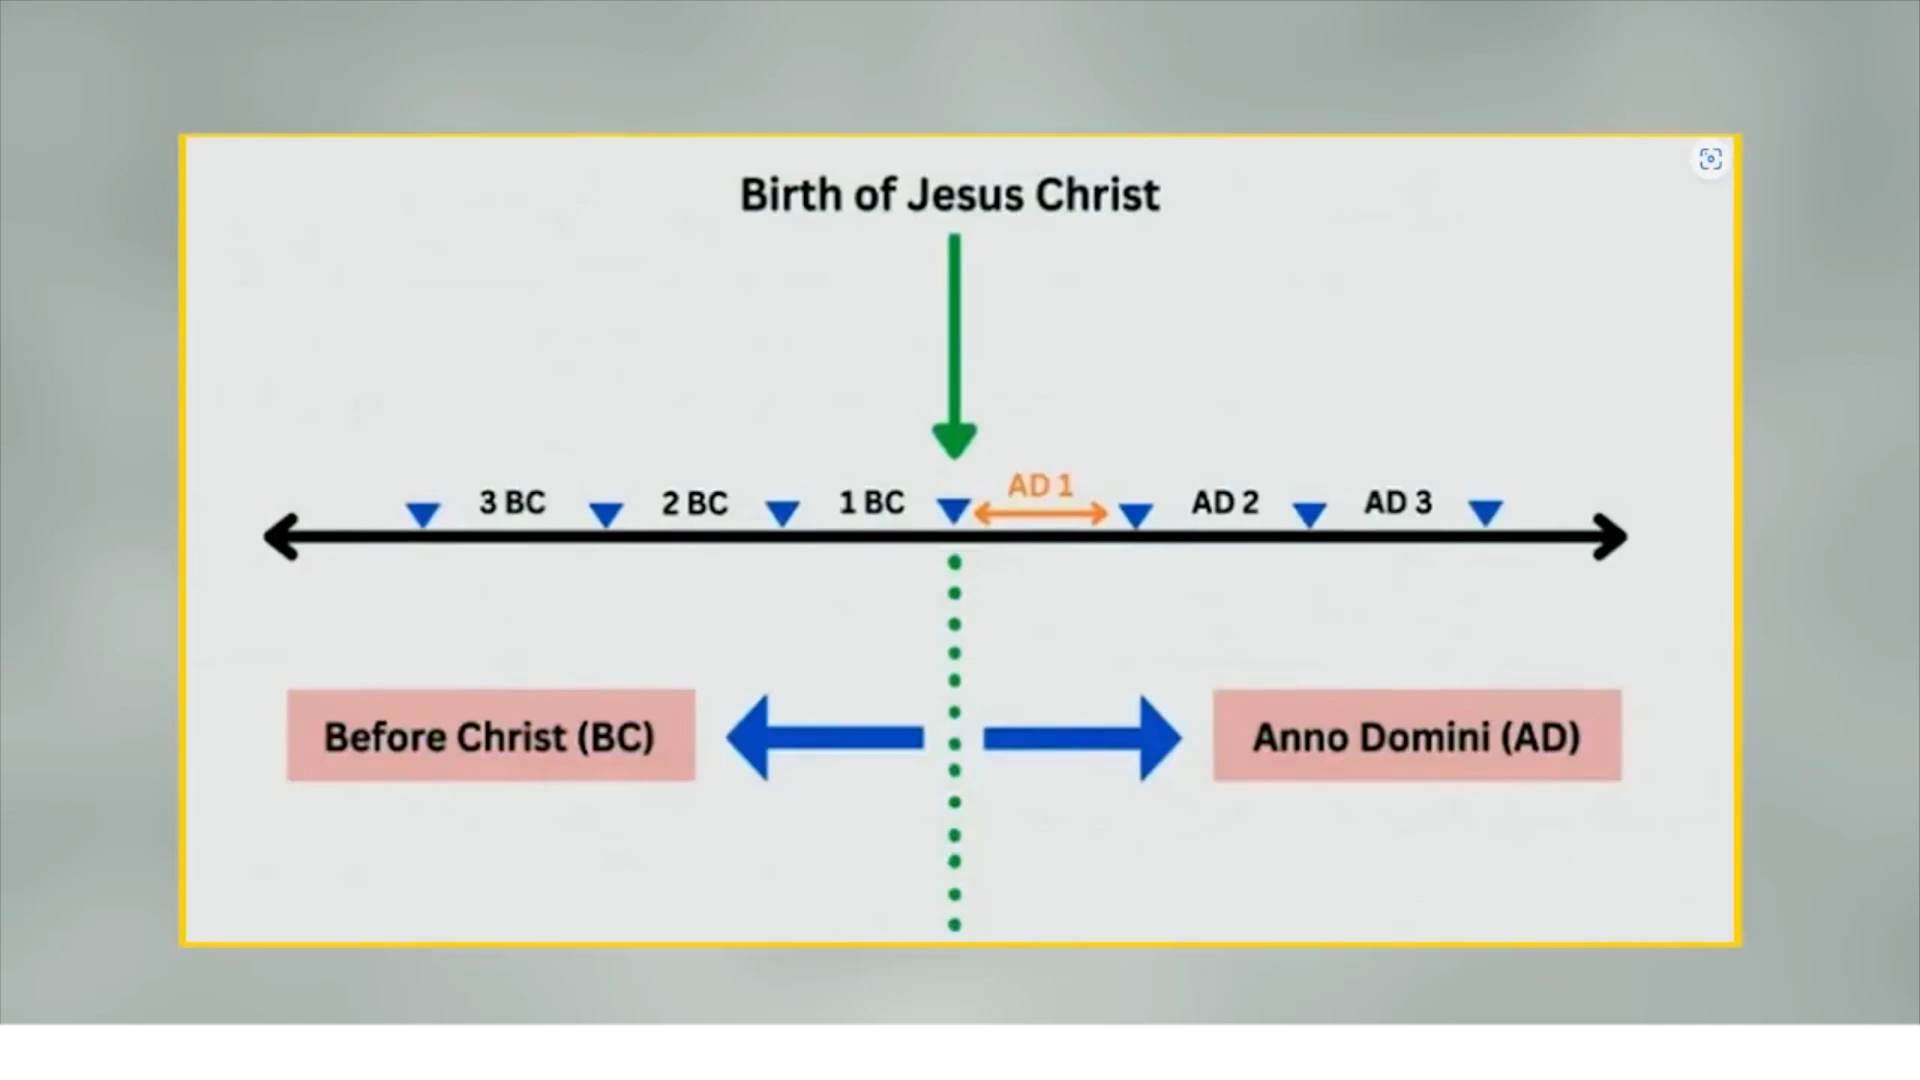 Birth of Jesus Christ
3 BC 2 BC 1 BC AD 1 AD 2 AD 3
Before Christ (BC) Anno Domini (AD)